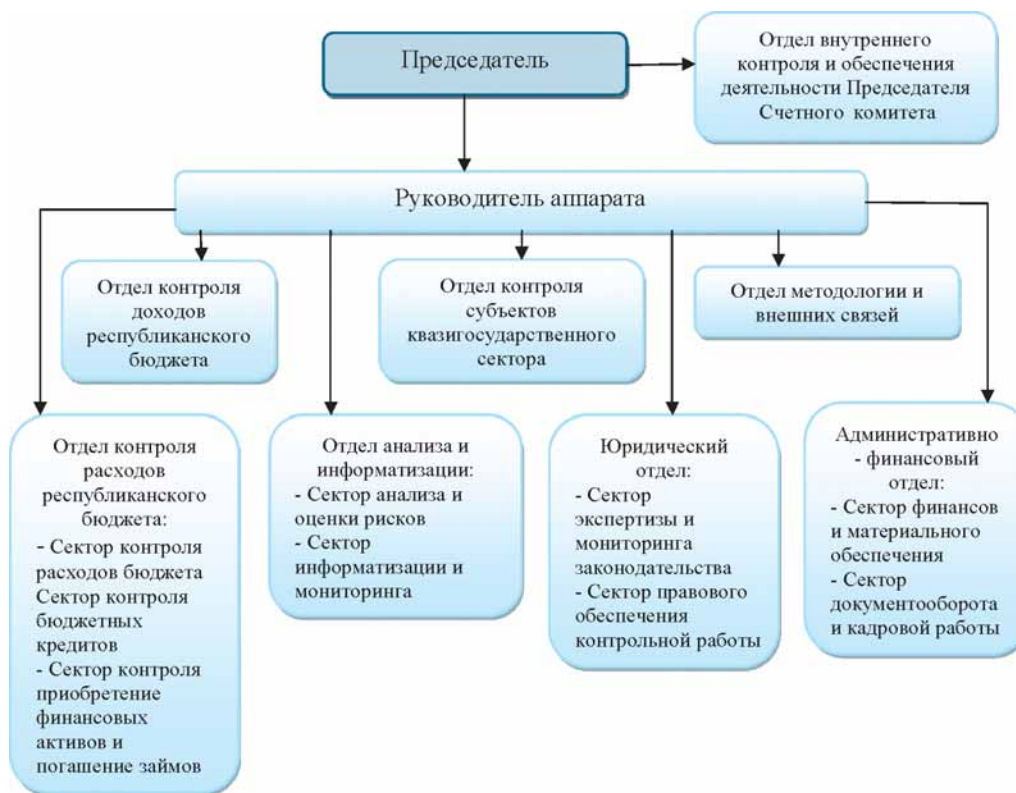 Председатель
Отдел внутреннего
контроля и обеспечения
деятельности Председателя
Счетного комитета
Руководитель аппарата
Отдел контроля
доходов
республиканского
бюджета
Отдел контроля
субъектов
квазигосударственного
сектора
Отдел методологии и
внешних связей
Отдел контроля
расходов
республиканского
бюджета:
- Сектор контроля
расходов бюджета
Сектор контроля
бюджетных
кредитов
- Сектор контроля
приобретение
финансовых
активов и
погашение займов
Отдел анализа и
информатизации:
- Сектор анализа и
оценки рисков
- Сектор
информатизации и
мониторинга
Юридический
отдел:
- Сектор
экспертизы и
мониторинга
законодательства
- Сектор правового
обеспечения
контрольной работы
Административно
- финансовый
отдел:
- Сектор финансов
и материального
обеспечения
- Сектор
документооборота
и кадровой работы